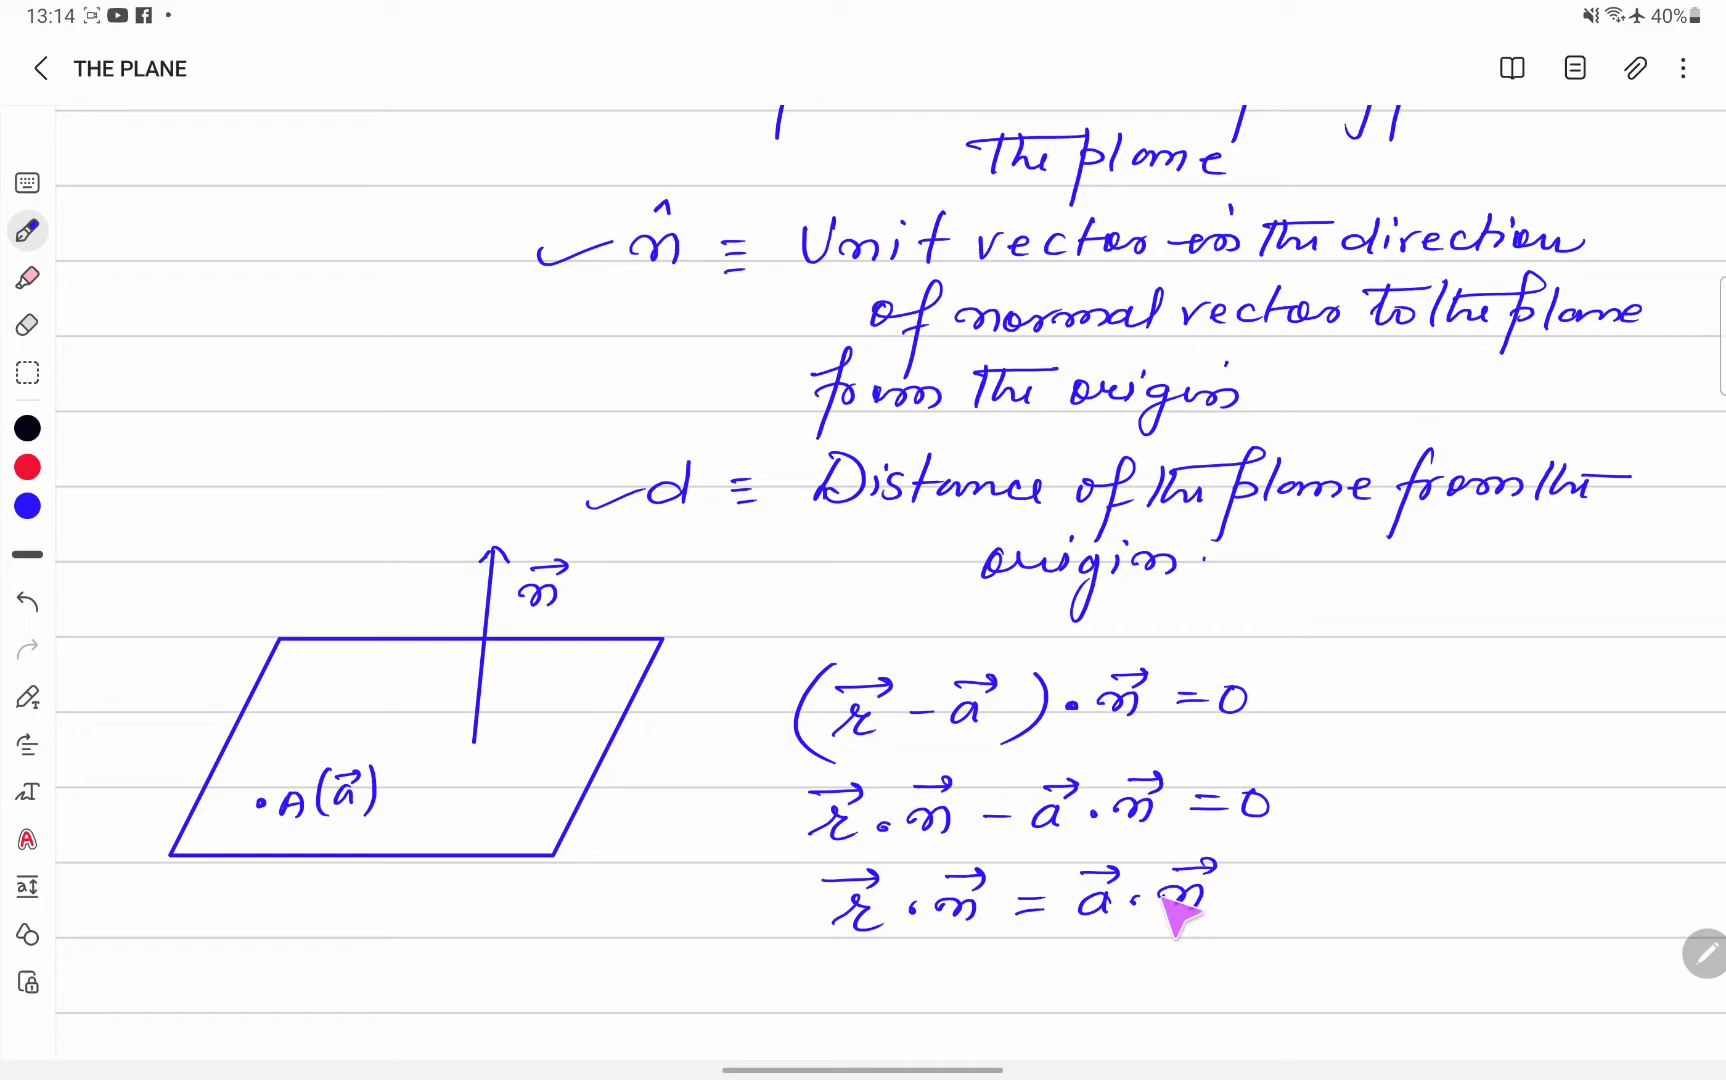 13:14
40%
THE PLANE
The plane
n̂ ≡ Unit vector in the direction
of normal vector to the plane
from the origin
d ≡ Distance of the plane from the
origin.
n⃗
A(a⃗)
(r⃗ - a⃗) · n⃗ = 0
r⃗ · n⃗ - a⃗ · n⃗ = 0
r⃗ · n⃗ = a⃗ · n⃗